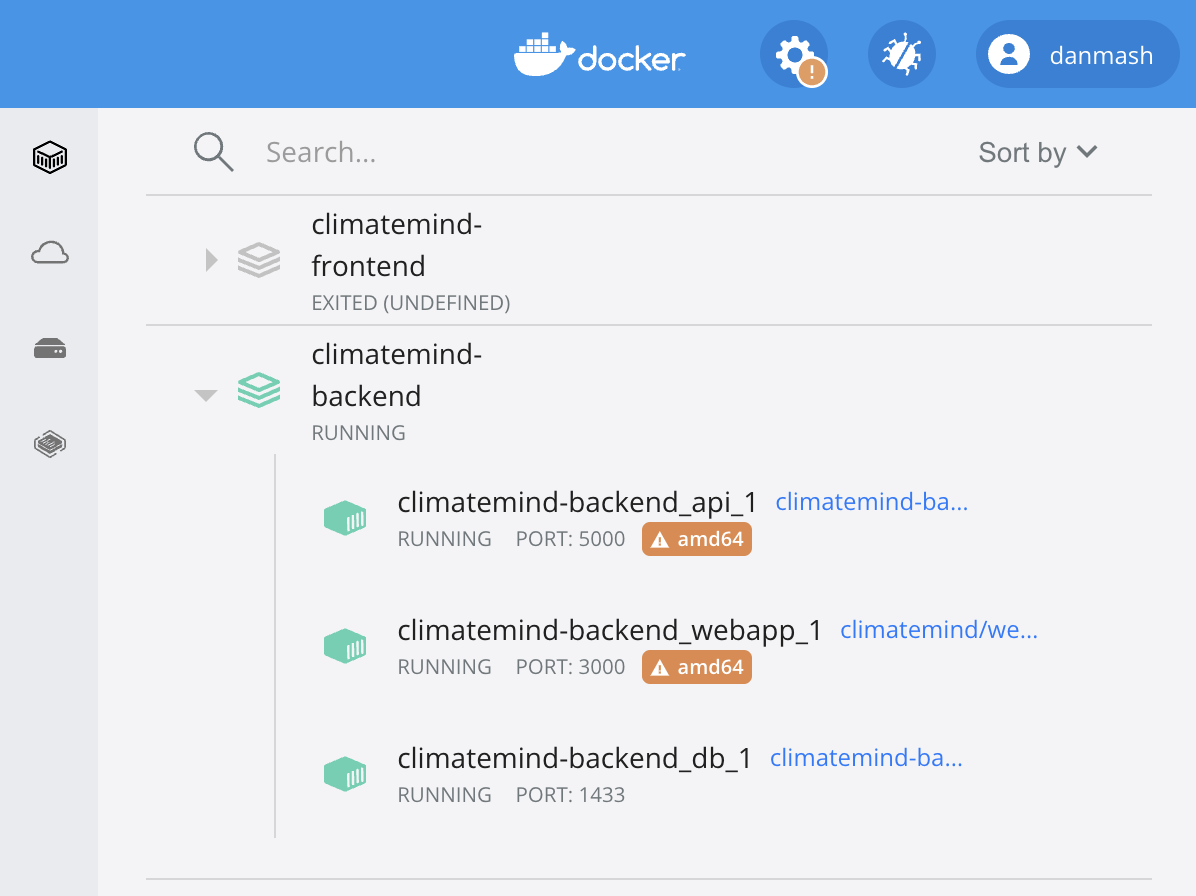 docker
!
danmash
Search...
Sort by
climatemind-
frontend
EXITED (UNDEFINED)
climatemind-
backend
RUNNING
climatemind-backend_api_1 climatemind-ba...
RUNNING PORT: 5000 amd64
climatemind-backend_webapp_1 climatemind/we...
RUNNING PORT: 3000 amd64
climatemind-backend_db_1 climatemind-ba...
RUNNING PORT: 1433